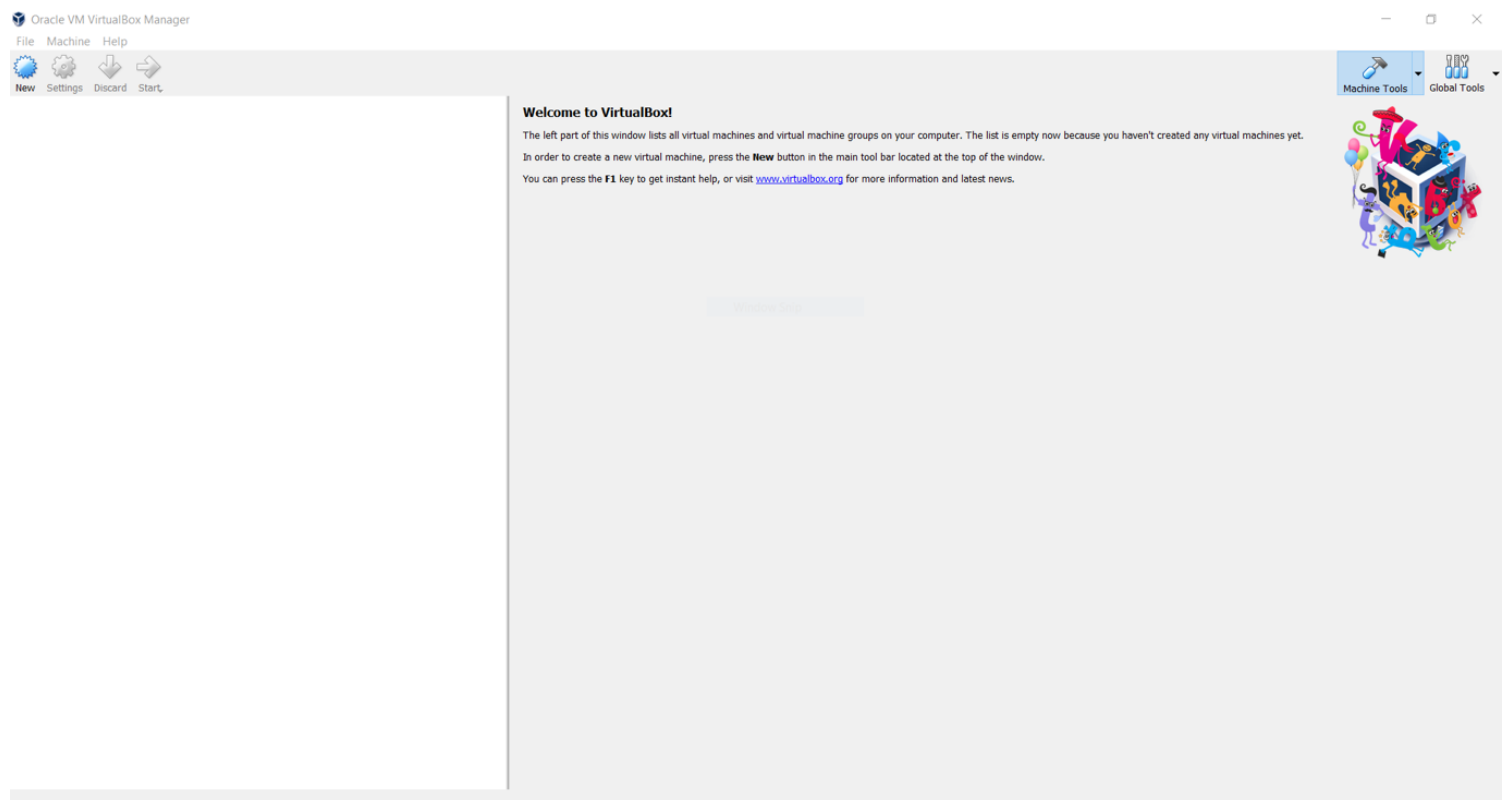 Oracle VM VirtualBox Manager
File Machine Help
New Settings Discard Start
Machine Tools Global Tools
Welcome to VirtualBox!
The left part of this window lists all virtual machines and virtual machine groups on your computer. The list is empty now because you haven't created any virtual machines yet.
In order to create a new virtual machine, press the New button in the main tool bar located at the top of the window.
You can press the F1 key to get instant help, or visit www.virtualbox.org for more information and latest news.